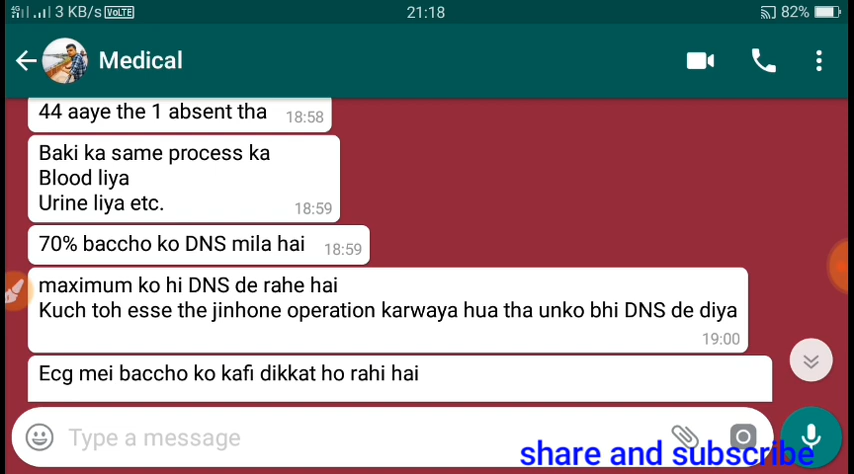 4G 3 KB/s VoLTE 21:18 82%
Medical
44 aaye the 1 absent tha 18:58
Baki ka same process ka
Blood liya
Urine liya etc. 18:59
70% baccho ko DNS mila hai 18:59
maximum ko hi DNS de rahe hai
Kuch toh esse the jinhone operation karwaya hua tha unko bhi DNS de diya
19:00
Ecg mei baccho ko kafi dikkat ho rahi hai
Type a message
share and subscribe